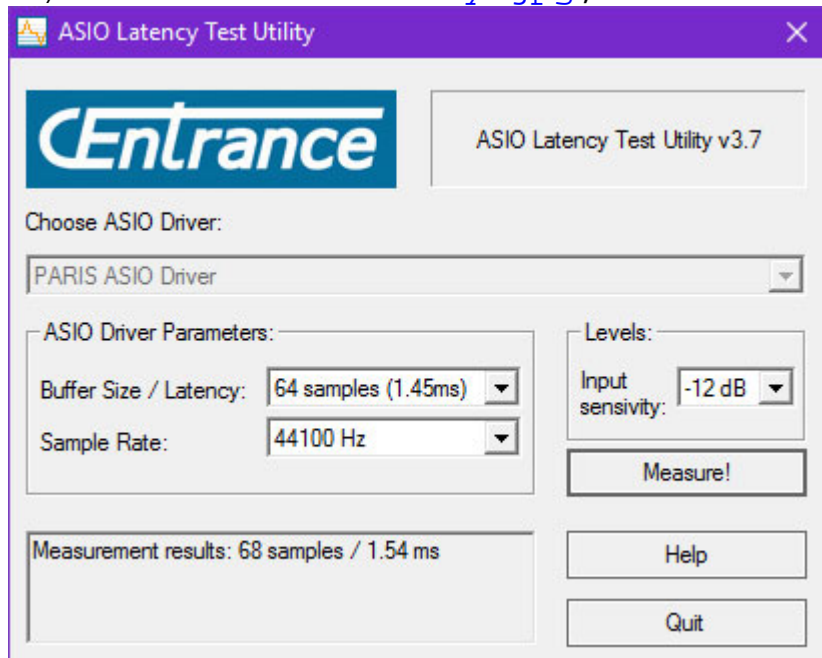 ASIO Latency Test Utility
CEntrance
ASIO Latency Test Utility v3.7
Choose ASIO Driver:
PARIS ASIO Driver
ASIO Driver Parameters:
Buffer Size / Latency: 64 samples (1.45ms)
Sample Rate: 44100 Hz
Levels:
Input
sensivity: -12 dB
Measure!
Measurement results: 68 samples / 1.54 ms
Help
Quit